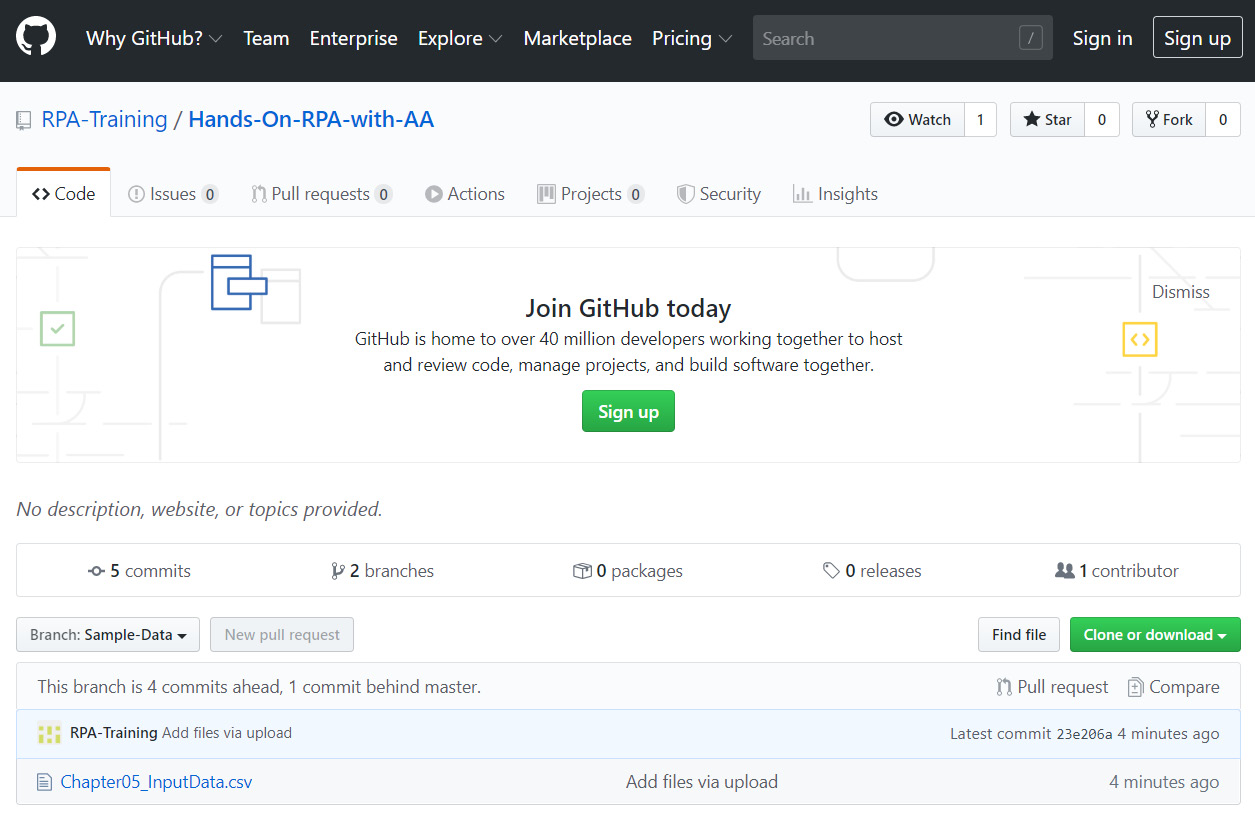 Why GitHub? Team Enterprise Explore Marketplace Pricing Search / Sign in Sign up
RPA-Training / Hands-On-RPA-with-AA Watch 1 Star 0 Fork 0
Code Issues 0 Pull requests 0 Actions Projects 0 Security Insights
Dismiss
Join GitHub today
GitHub is home to over 40 million developers working together to host
and review code, manage projects, and build software together.
Sign up
No description, website, or topics provided.
5 commits 2 branches 0 packages 0 releases 1 contributor
Branch: Sample-Data New pull request Find file Clone or download
This branch is 4 commits ahead, 1 commit behind master. Pull request Compare
RPA-Training Add files via upload Latest commit 23e206a 4 minutes ago
Chapter05_InputData.csv Add files via upload 4 minutes ago